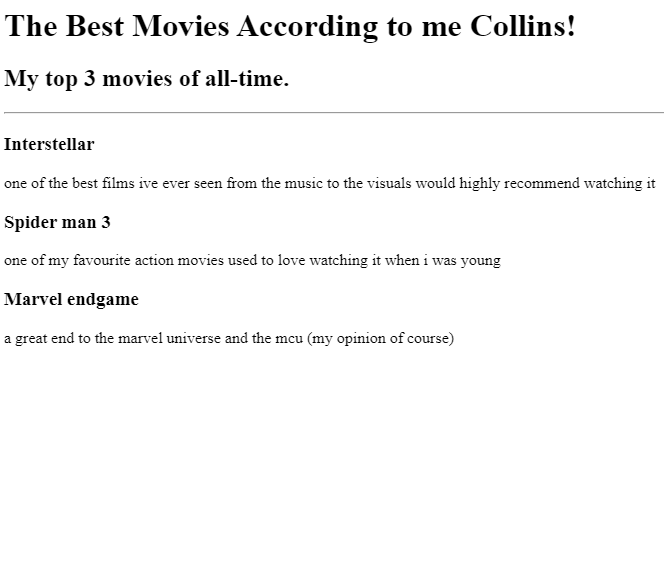 The Best Movies According to me Collins!
My top 3 movies of all-time.
Interstellar
one of the best films ive ever seen from the music to the visuals would highly recommend watching it
Spider man 3
one of my favourite action movies used to love watching it when i was young
Marvel endgame
a great end to the marvel universe and the mcu (my opinion of course)